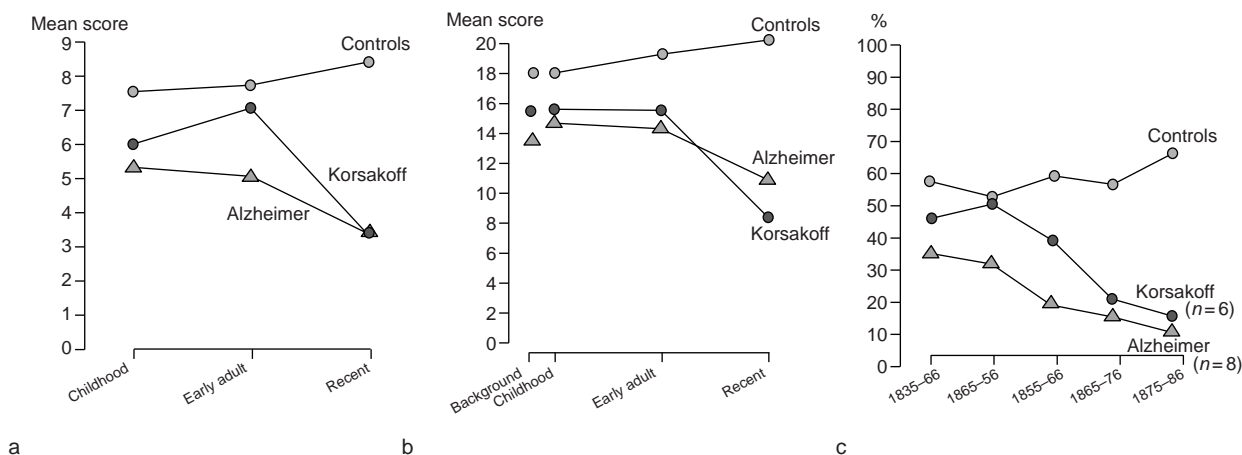 Mean score
9
8
7
6
5
4
3
2
1
0
Controls
Korsakoff
Alzheimer
Childhood
Early adult
Recent
a
Mean score
20
18
16
14
12
10
8
6
4
2
0
Controls
Alzheimer
Korsakoff
Background
Childhood
Early adult
Recent
b
%
100
90
80
70
60
50
40
30
20
10
0
Controls
Korsakoff
(n=6)
Alzheimer
(n=8)
1835–66
1865–56
1855–66
1865–76
1875–86
c